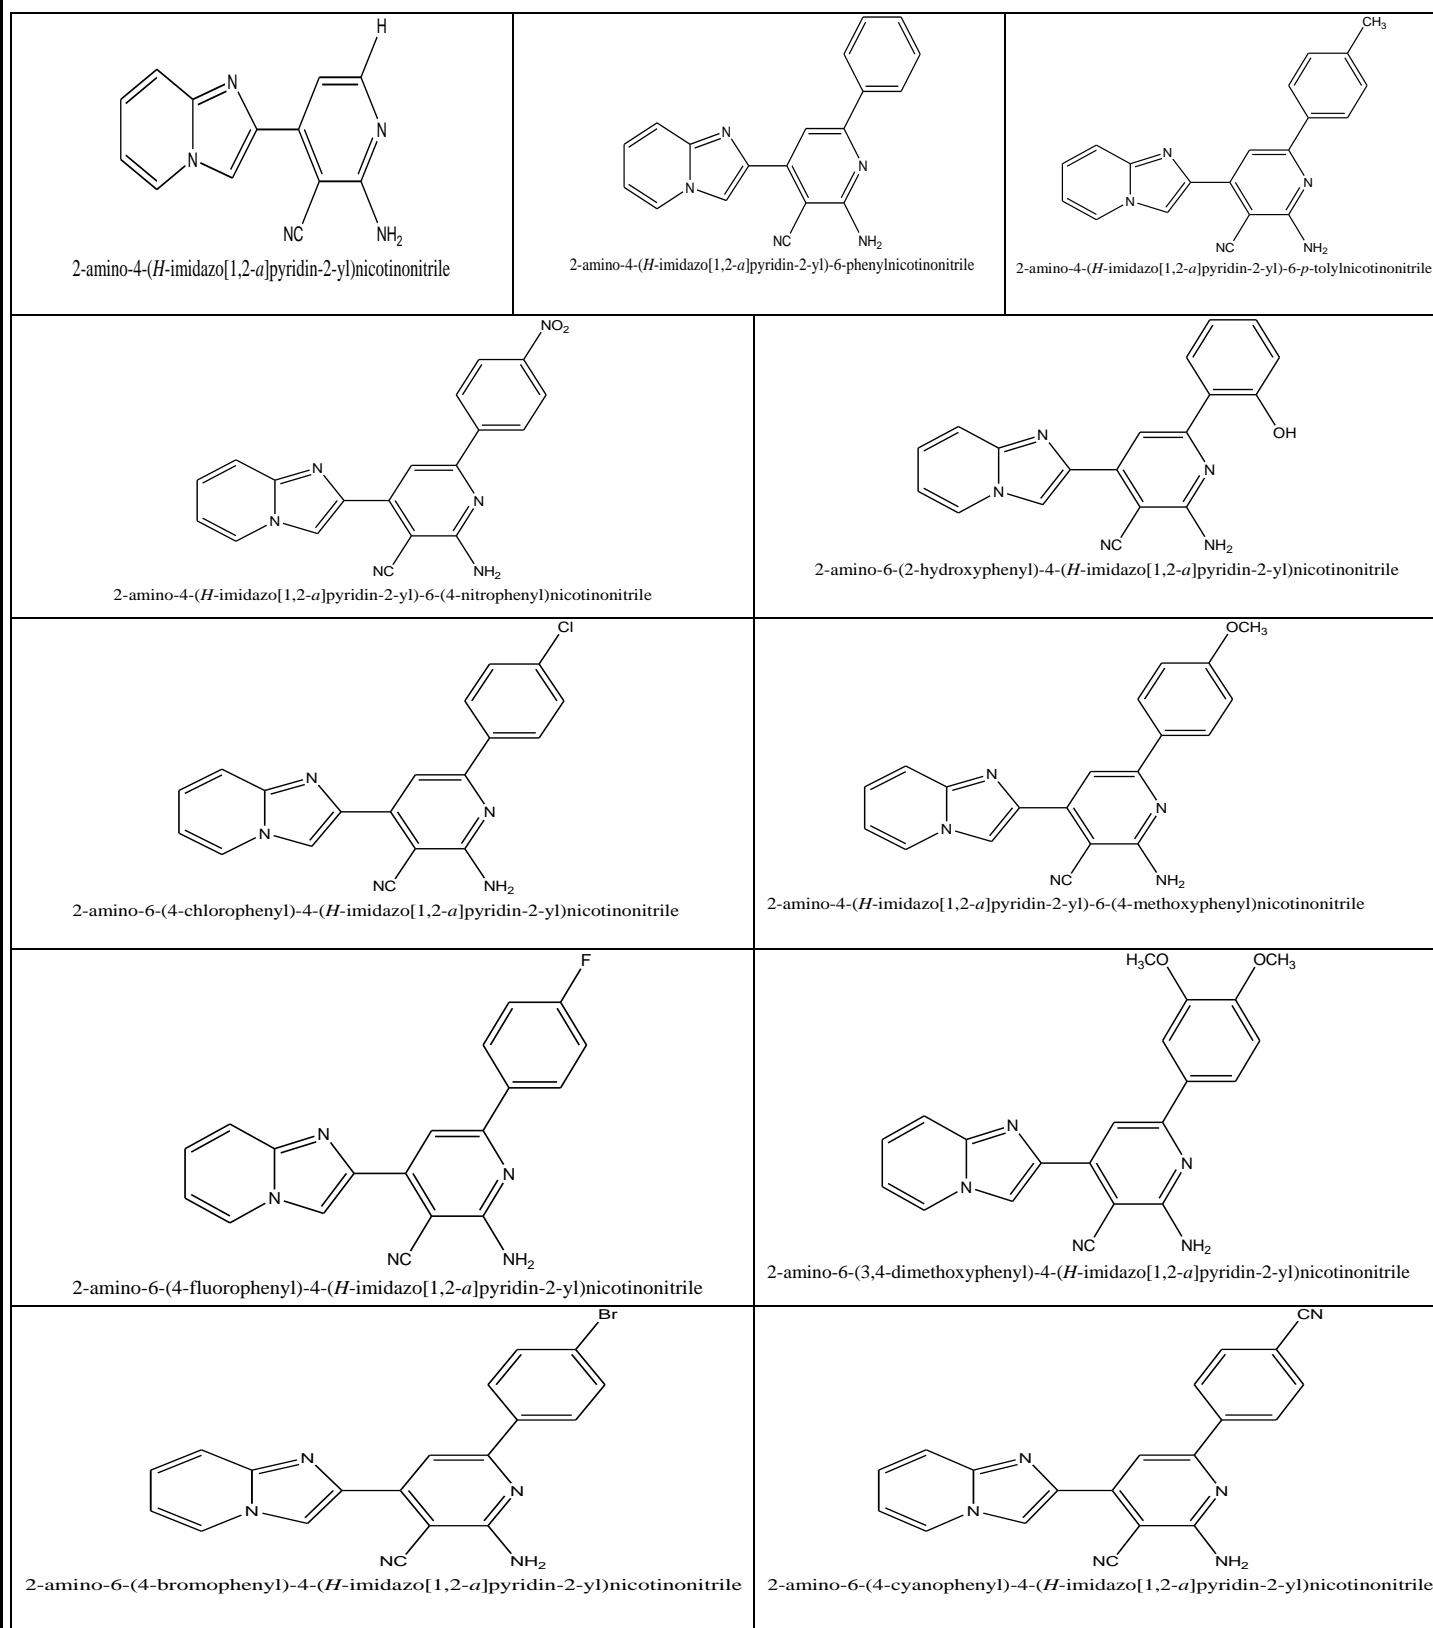 H
N
N
N
NC
NH2
2-amino-4-(H-imidazo[1,2-a]pyridin-2-yl)nicotinonitrile
N
N
N
NC
NH2
2-amino-4-(H-imidazo[1,2-a]pyridin-2-yl)-6-phenylnicotinonitrile
CH3
N
N
N
NC
NH2
2-amino-4-(H-imidazo[1,2-a]pyridin-2-yl)-6-p-tolylnicotinonitrile
NO2
N
N
N
NC
NH2
2-amino-4-(H-imidazo[1,2-a]pyridin-2-yl)-6-(4-nitrophenyl)nicotinonitrile
OH
N
N
N
NC
NH2
2-amino-6-(2-hydroxyphenyl)-4-(H-imidazo[1,2-a]pyridin-2-yl)nicotinonitrile
Cl
N
N
N
NC
NH2
2-amino-6-(4-chlorophenyl)-4-(H-imidazo[1,2-a]pyridin-2-yl)nicotinonitrile
OCH3
N
N
N
NC
NH2
2-amino-4-(H-imidazo[1,2-a]pyridin-2-yl)-6-(4-methoxyphenyl)nicotinonitrile
F
N
N
N
NC
NH2
2-amino-6-(4-fluorophenyl)-4-(H-imidazo[1,2-a]pyridin-2-yl)nicotinonitrile
H3CO
OCH3
N
N
N
NC
NH2
2-amino-6-(3,4-dimethoxyphenyl)-4-(H-imidazo[1,2-a]pyridin-2-yl)nicotinonitrile
Br
N
N
N
NC
NH2
2-amino-6-(4-bromophenyl)-4-(H-imidazo[1,2-a]pyridin-2-yl)nicotinonitrile
CN
N
N
N
NC
NH2
2-amino-6-(4-cyanophenyl)-4-(H-imidazo[1,2-a]pyridin-2-yl)nicotinonitrile